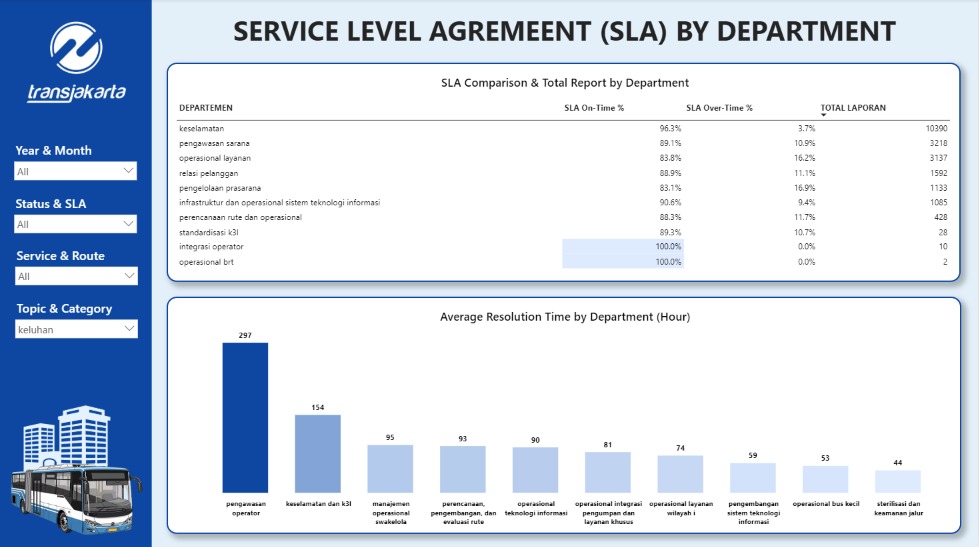 SERVICE LEVEL AGREMEENT (SLA) BY DEPARTMENT
transjakarta
Year & Month
All
Status & SLA
All
Service & Route
All
Topic & Category
keluhan
SLA Comparison & Total Report by Department
DEPARTEMEN SLA On-Time % SLA Over-Time % TOTAL LAPORAN
keselamatan 96.3% 3.7% 10390
pengawasan sarana 89.1% 10.9% 3218
operasional layanan 83.8% 16.2% 3137
relasi pelanggan 88.9% 11.1% 1592
pengelolaan prasarana 83.1% 16.9% 1133
infrastruktur dan operasional sistem teknologi informasi 90.6% 9.4% 1085
perencanaan rute dan operasional 88.3% 11.7% 428
standardisasi k3l 89.3% 10.7% 28
integrasi operator 100.0% 0.0% 10
operasional brt 100.0% 0.0% 2
Average Resolution Time by Department (Hour)
297
154
95
93
90
81
74
59
53
44
pengawasan
operator
keselamatan dan k3l
manajemen
operasional
swakelola
perencanaan,
pengembangan, dan
evaluasi rute
operasional
teknologi informasi
operasional integrasi
pengumpan dan
layanan khusus
operasional layanan
wilayah i
pengembangan
sistem teknologi
informasi
operasional bus kecil
sterilisasi dan
keamanan jalur